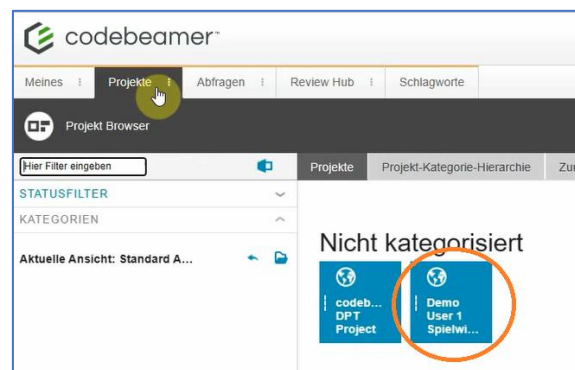 codebeamer™
Meines Projekte Abfragen Review Hub Schlagworte
Projekt Browser
Hier Filter eingeben
Projekte Projekt-Kategorie-Hierarchie Zu
STATUSFILTER
KATEGORIEN
Aktuelle Ansicht: Standard A...
Nicht kategorisiert
codeb...
DPT
Project
Demo
User 1
Spielwi...